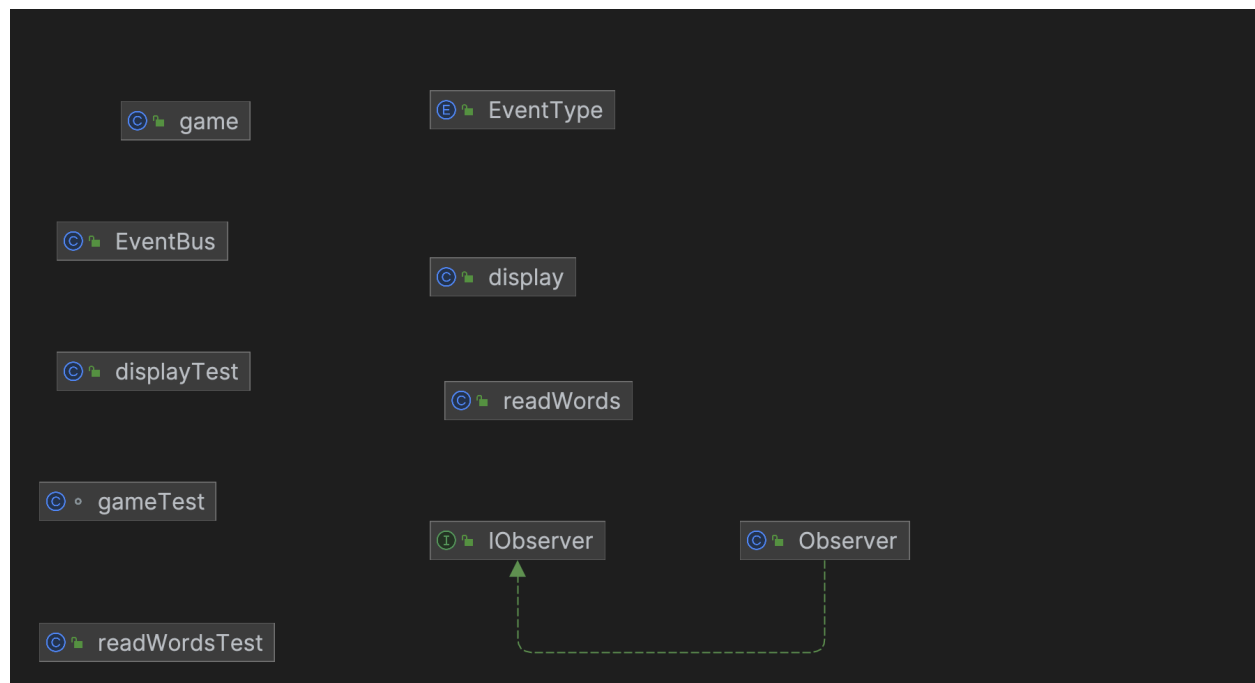 game
EventType
EventBus
display
displayTest
readWords
gameTest
IObserver
Observer
readWordsTest